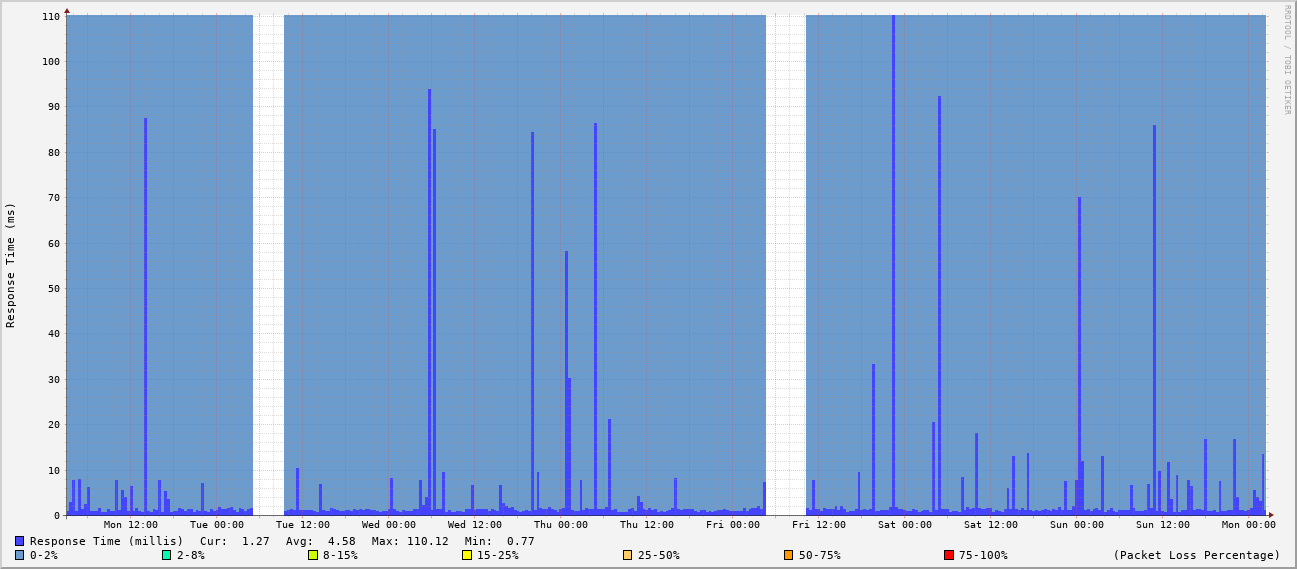 RRDTOOL / TOBI OETIKER
Response Time (ms)
110
100
90
80
70
60
50
40
30
20
10
0
Mon 12:00 Tue 00:00 Tue 12:00 Wed 00:00 Wed 12:00 Thu 00:00 Thu 12:00 Fri 00:00 Fri 12:00 Sat 00:00 Sat 12:00 Sun 00:00 Sun 12:00 Mon 00:00
Response Time (millis) Cur: 1.27 Avg: 4.58 Max: 110.12 Min: 0.77
0-2% 2-8% 8-15% 15-25% 25-50% 50-75% 75-100% (Packet Loss Percentage)